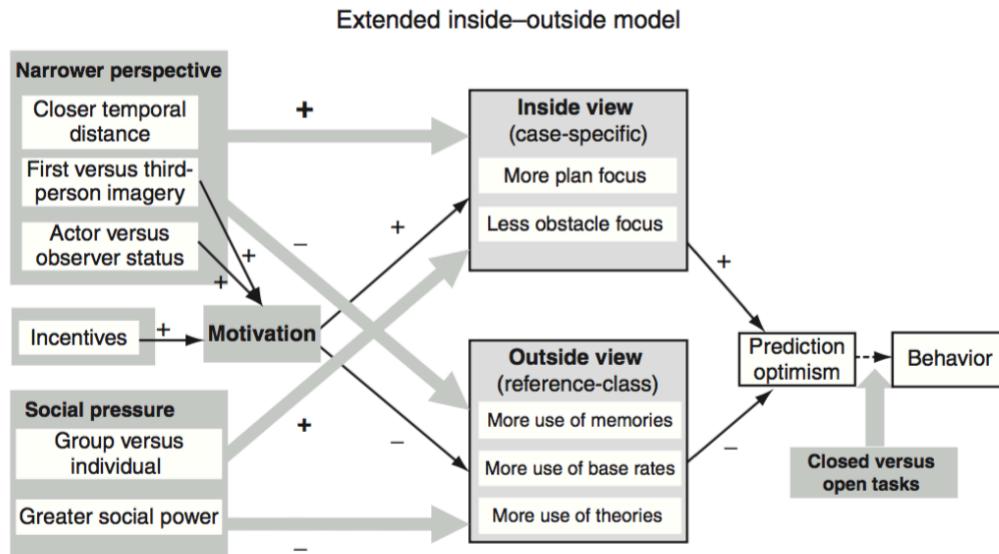 Extended inside–outside model
Narrower perspective
Closer temporal
distance
First versus third-
person imagery
Actor versus
observer status
+
–
+
+
Incentives
+
Motivation
+
–
Social pressure
Group versus
individual
Greater social power
+
–
Inside view
(case-specific)
More plan focus
Less obstacle focus
+
Outside view
(reference-class)
More use of memories
More use of base rates
More use of theories
–
Prediction
optimism
Behavior
Closed versus
open tasks